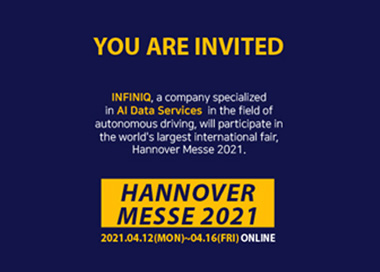 YOU ARE INVITED
INFINIQ, a company specialized
in AI Data Services in the field of
autonomous driving, will participate in
the world's largest international fair,
Hannover Messe 2021.
HANNOVER
MESSE 2021
2021.04.12(MON)~04.16(FRI) ONLINE